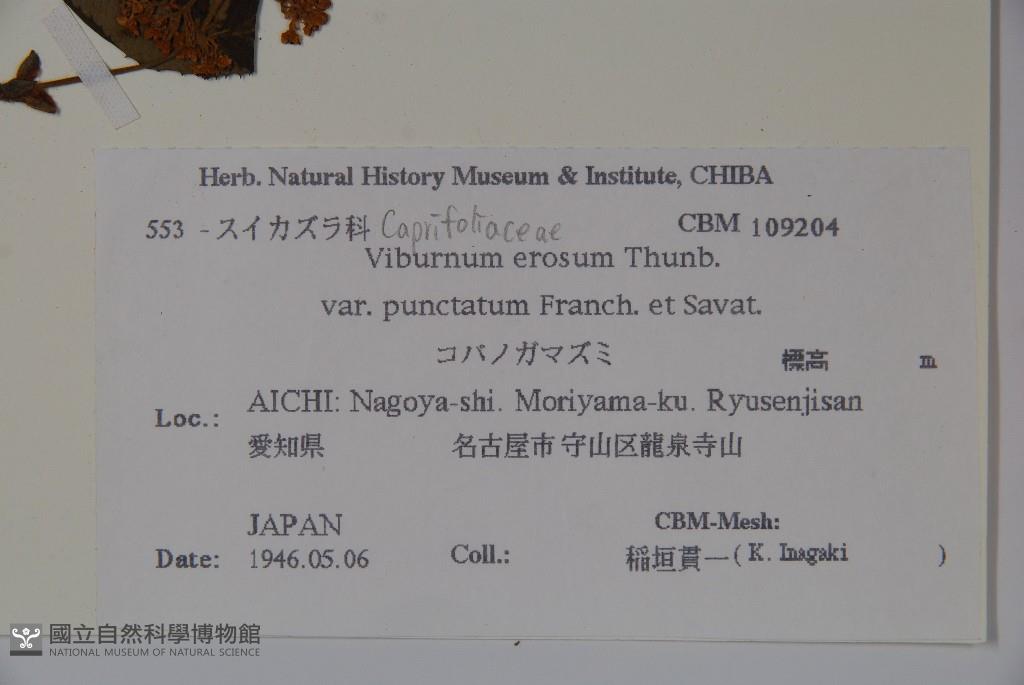 Herb. Natural History Museum & Institute, CHIBA
553 - スイカズラ科 Caprifoliaceae CBM 109204
Viburnum erosum Thunb.
var. punctatum Franch. et Savat.
コバノガマズミ 標高 m
Loc.: AICHI: Nagoya-shi. Moriyama-ku. Ryusenjisan
愛知県 名古屋市 守山区龍泉寺山
JAPAN CBM-Mesh:
Date: 1946.05.06 Coll.: 稲垣貫一 ( K. Inagaki )
國立自然科學博物館
NATIONAL MUSEUM OF NATURAL SCIENCE